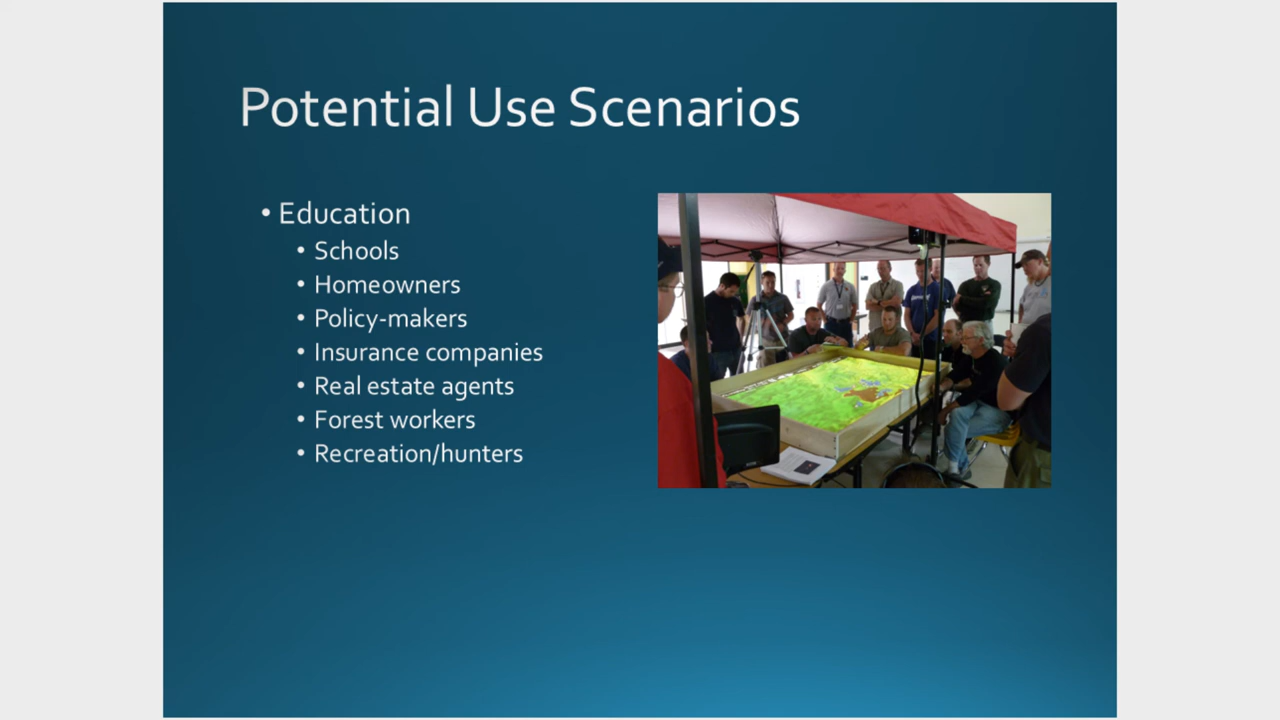 Potential Use Scenarios
• Education
• Schools
• Homeowners
• Policy-makers
• Insurance companies
• Real estate agents
• Forest workers
• Recreation/hunters